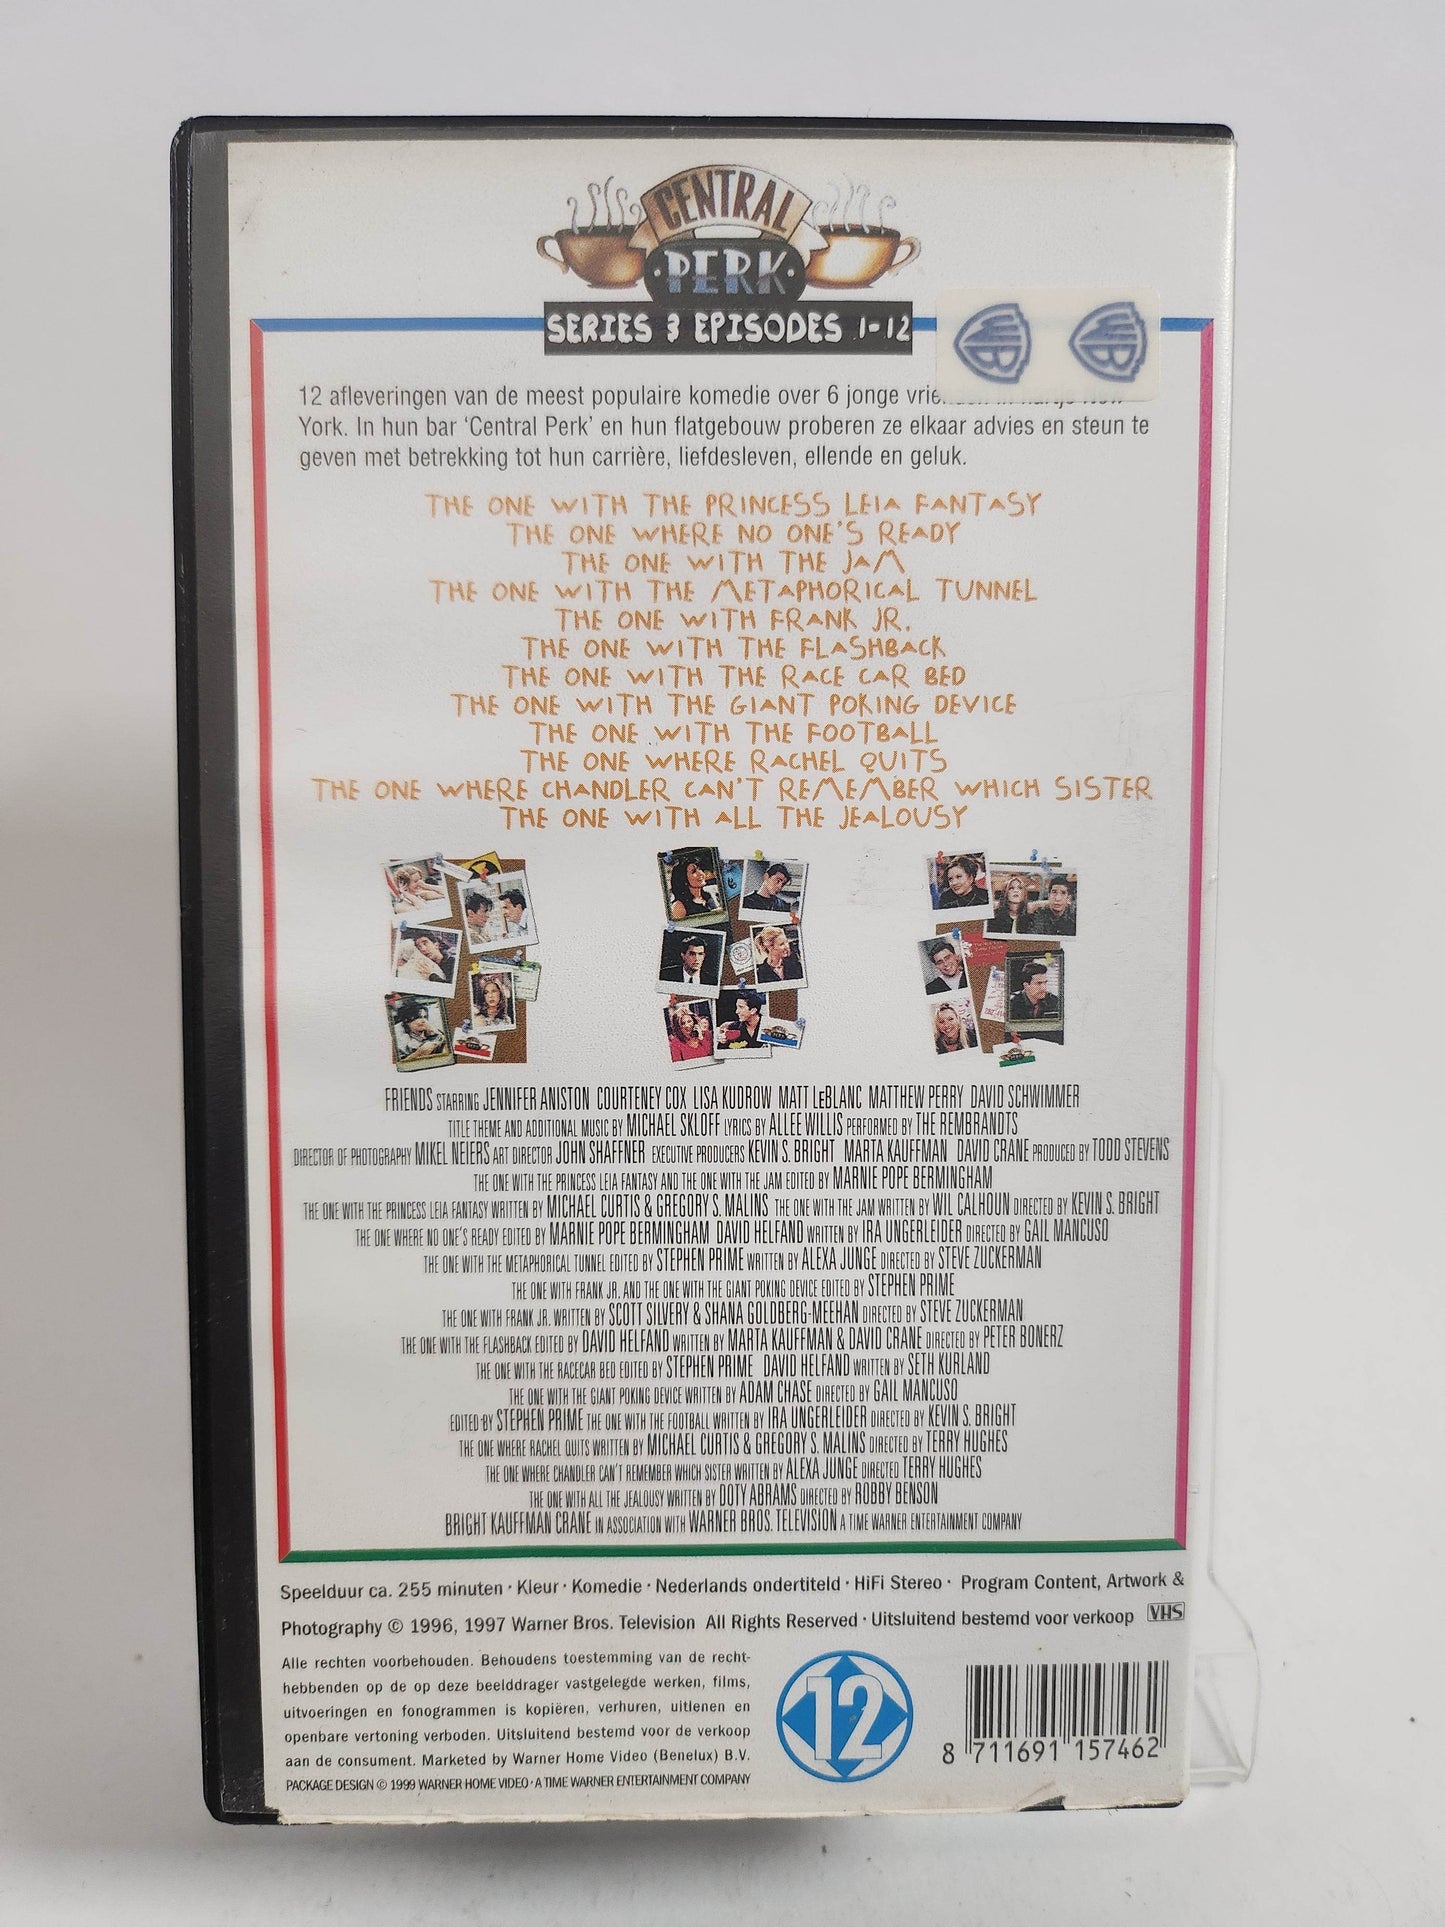 CENTRAL
PERK
SERIES 3 EPISODES 1-12
12 afleveringen van de meest populaire komedie over 6 jonge
York. In hun bar 'Central Perk' en hun flatgebouw proberen ze elkaar advies en steun te
geven met betrekking tot hun carrière, liefdesleven, ellende en geluk.
THE ONE WITH THE PRINCESS LEIA FANTASY
THE ONE WHERE NO ONE'S READY
THE ONE WITH THE JAM
THE ONE WITH THE METAPHORICAL TUNNEL
THE ONE WITH FRANK JR.
THE ONE WITH THE FLASHBACK
THE ONE WITH THE RACE CAR BED
THE ONE WITH THE GIANT POKING DEVICE
THE ONE WITH THE FOOTBALL
THE ONE WHERE RACHEL QUITS
THE ONE WHERE CHANDLER CAN'T REMEMBER WHICH SISTER
THE ONE WITH ALL THE JEALOUSY
FRIENDS STARRING JENNIFER ANISTON COURTENEY COX LISA KUDROW MATT LEBLANC MATTHEW PERRY DAVID SCHWIMMER
TITLE THEME AND ADDITIONAL MUSIC BY MICHAEL SKLOFF LYRICS BY ALLEE WILLIS PERFORMED BY THE REMBRANDTS
DIRECTOR OF PHOTOGRAPHY MIKEL NEIERS ART DIRECTOR JOHN SHAFFNER EXECUTIVE PRODUCERS KEVIN S. BRIGHT MARTA KAUFFMAN DAVID CRANE PRODUCED BY TODD STEVENS
THE ONE WITH THE PRINCESS LEIA FANTASY AND THE ONE WITH THE JAM EDITED BY MARNIE POPE BERMINGHAM
THE ONE WITH THE PRINCESS LEIA FANTASY WRITTEN BY MICHAEL CURTIS & GREGORY S. MALINS THE ONE WITH THE JAM WRITTEN BY WIL CALHOUN DIRECTED BY KEVIN S. BRIGHT
THE ONE WHERE NO ONE'S READY EDITED BY MARNIE POPE BERMINGHAM DAVID HELFAND WRITTEN BY IRA UNGERLEIDER DIRECTED BY GAIL MANCUSO
THE ONE WITH THE METAPHORICAL TUNNEL EDITED BY STEPHEN PRIME WRITTEN BY ALEXA JUNGE DIRECTED BY STEVE ZUCKERMAN
THE ONE WITH FRANK JR. AND THE ONE WITH THE GIANT POKING DEVICE EDITED BY STEPHEN PRIME
THE ONE WITH FRANK JR. WRITTEN BY SCOTT SILVERY & SHANA GOLDBERG-MEEHAN DIRECTED BY STEVE ZUCKERMAN
THE ONE WITH THE FLASHBACK EDITED BY DAVID HELFAND WRITTEN BY MARTA KAUFFMAN & DAVID CRANE DIRECTED BY PETER BONERZ
THE ONE WITH THE RACECAR BED EDITED BY STEPHEN PRIME DAVID HELFAND WRITTEN BY SETH KURLAND
THE ONE WITH THE GIANT POKING DEVICE WRITTEN BY ADAM CHASE DIRECTED BY GAIL MANCUSO
EDITED BY STEPHEN PRIME THE ONE WITH THE FOOTBALL WRITTEN BY IRA UNGERLEIDER DIRECTED BY KEVIN S. BRIGHT
THE ONE WHERE RACHEL QUITS WRITTEN BY MICHAEL CURTIS & GREGORY S. MALINS DIRECTED BY TERRY HUGHES
THE ONE WHERE CHANDLER CAN'T REMEMBER WHICH SISTER WRITTEN BY ALEXA JUNGE DIRECTED TERRY HUGHES
THE ONE WITH ALL THE JEALOUSY WRITTEN BY DOTY ABRAMS DIRECTED BY ROBBY BENSON
BRIGHT KAUFFMAN CRANE IN ASSOCIATION WITH WARNER BROS. TELEVISION A TIME WARNER ENTERTAINMENT COMPANY
Speelduur ca. 255 minuten · Kleur · Komedie · Nederlands ondertiteld · HiFi Stereo · Program Content, Artwork &
Photography © 1996, 1997 Warner Bros. Television All Rights Reserved · Uitsluitend bestemd voor verkoop VHS
Alle rechten voorbehouden. Behoudens toestemming van de recht-
hebbenden op de op deze beelddrager vastgelegde werken, films,
uitvoeringen en fonogrammen is kopiëren, verhuren, uitlenen en
openbare vertoning verboden. Uitsluitend bestemd voor de verkoop
aan de consument. Marketed by Warner Home Video (Benelux) B.V.
PACKAGE DESIGN © 1999 WARNER HOME VIDEO · A TIME WARNER ENTERTAINMENT COMPANY
12
8 711691 157462